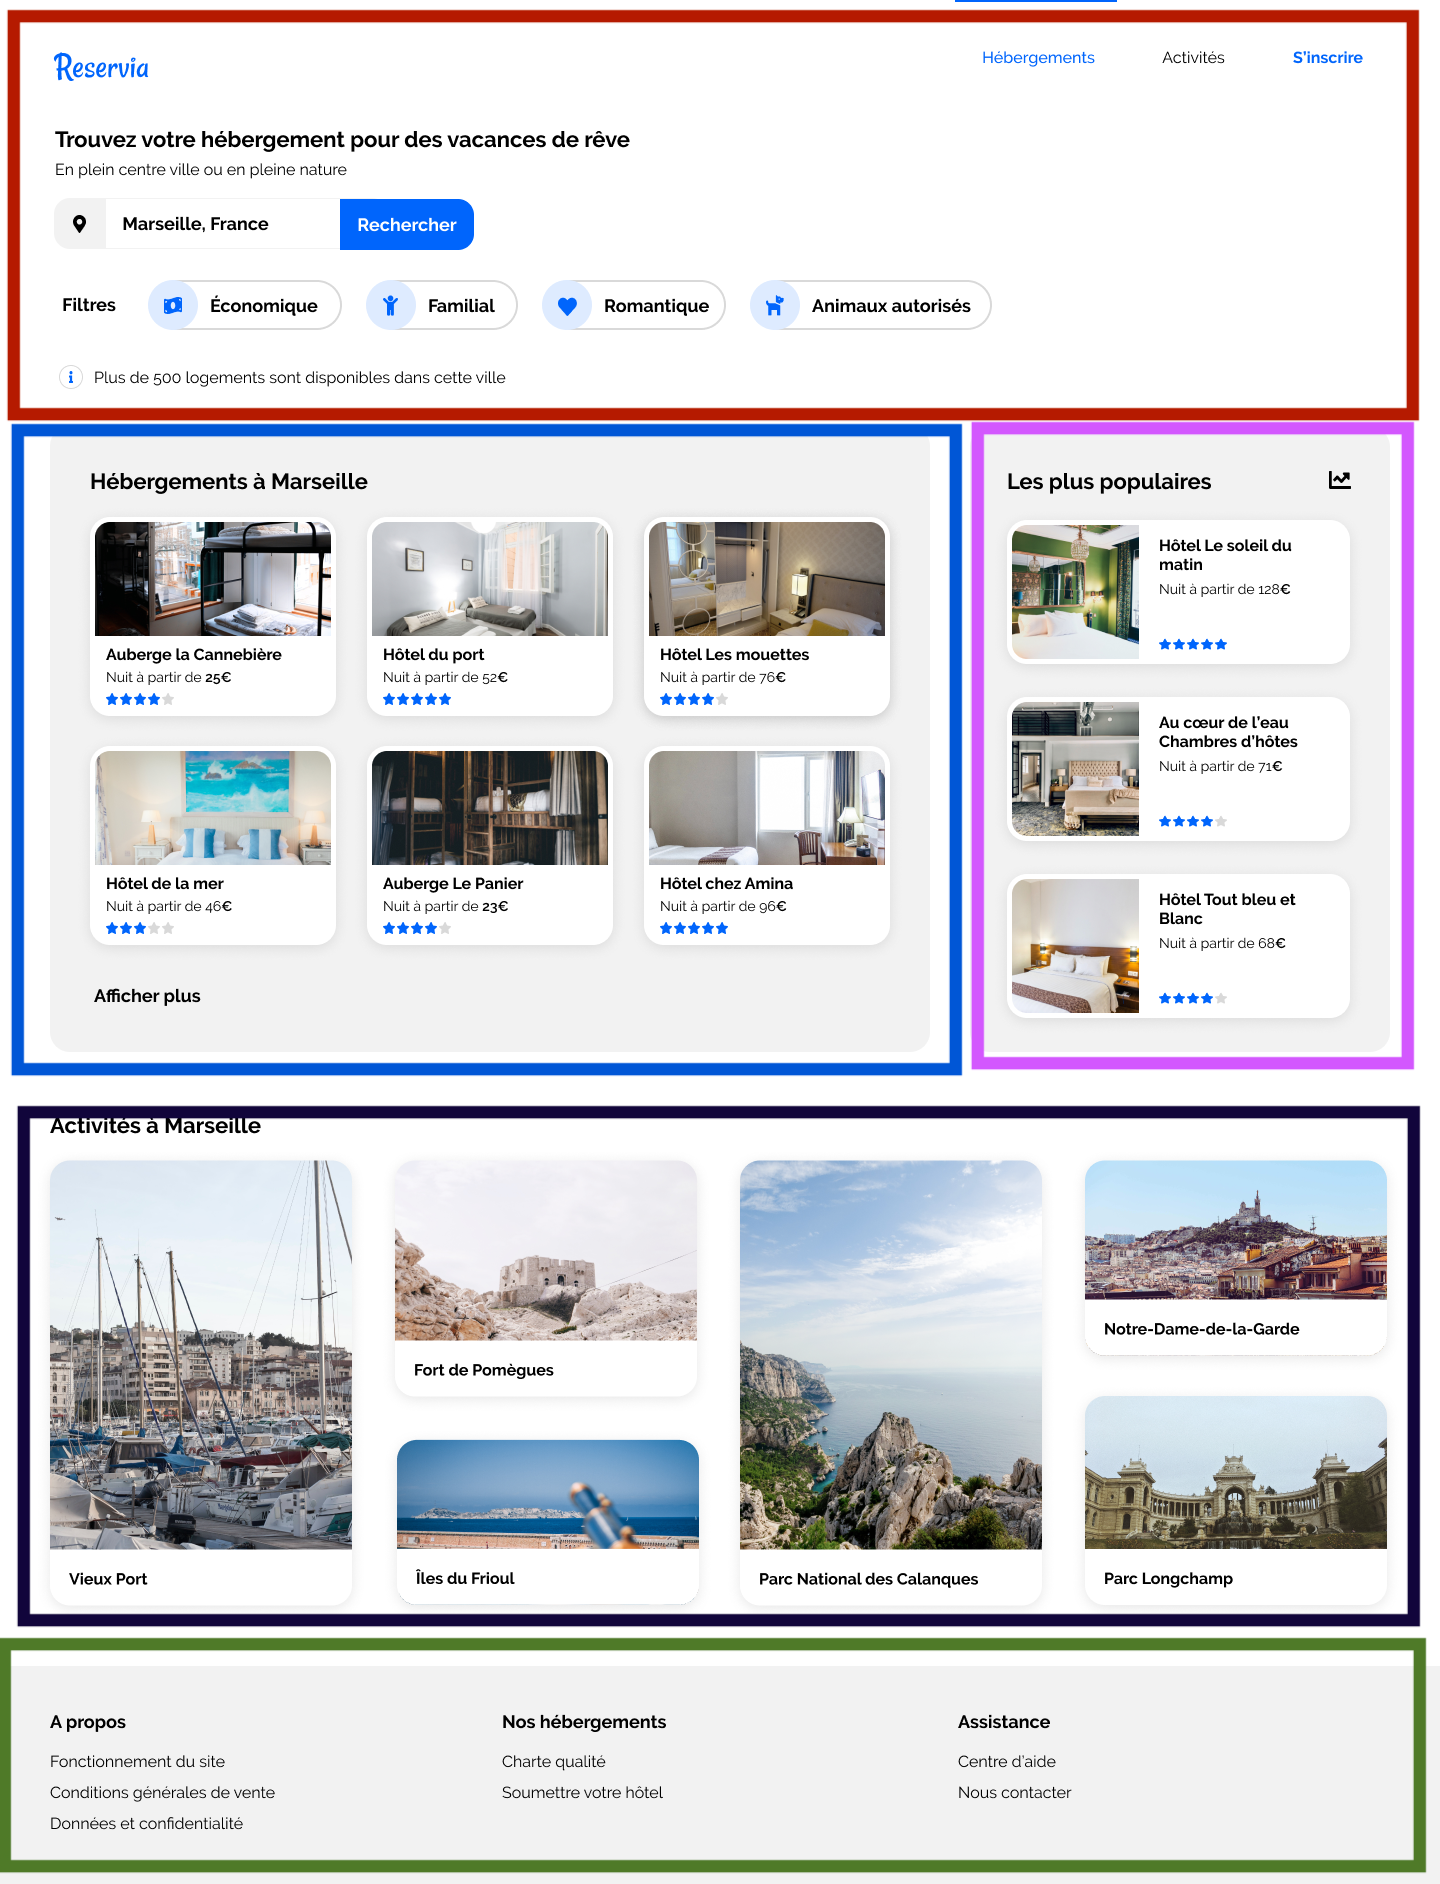 Reservia
Hébergements
Activités
S'inscrire
Trouvez votre hébergement pour des vacances de rêve
En plein centre ville ou en pleine nature
Marseille, France
Rechercher
Filtres
Économique
Familial
Romantique
Animaux autorisés
Plus de 500 logements sont disponibles dans cette ville
Hébergements à Marseille
Auberge la Cannebière
Nuit à partir de 25€
Hôtel du port
Nuit à partir de 52€
Hôtel Les mouettes
Nuit à partir de 76€
Hôtel de la mer
Nuit à partir de 46€
Auberge Le Panier
Nuit à partir de 23€
Hôtel chez Amina
Nuit à partir de 96€
Afficher plus
Les plus populaires
Hôtel Le soleil du
matin
Nuit à partir de 128€
Au cœur de l'eau
Chambres d'hôtes
Nuit à partir de 71€
Hôtel Tout bleu et
Blanc
Nuit à partir de 68€
Activités à Marseille
Vieux Port
Fort de Pomègues
Îles du Frioul
Parc National des Calanques
Notre-Dame-de-la-Garde
Parc Longchamp
A propos
Fonctionnement du site
Conditions générales de vente
Données et confidentialité
Nos hébergements
Charte qualité
Soumettre votre hôtel
Assistance
Centre d'aide
Nous contacter